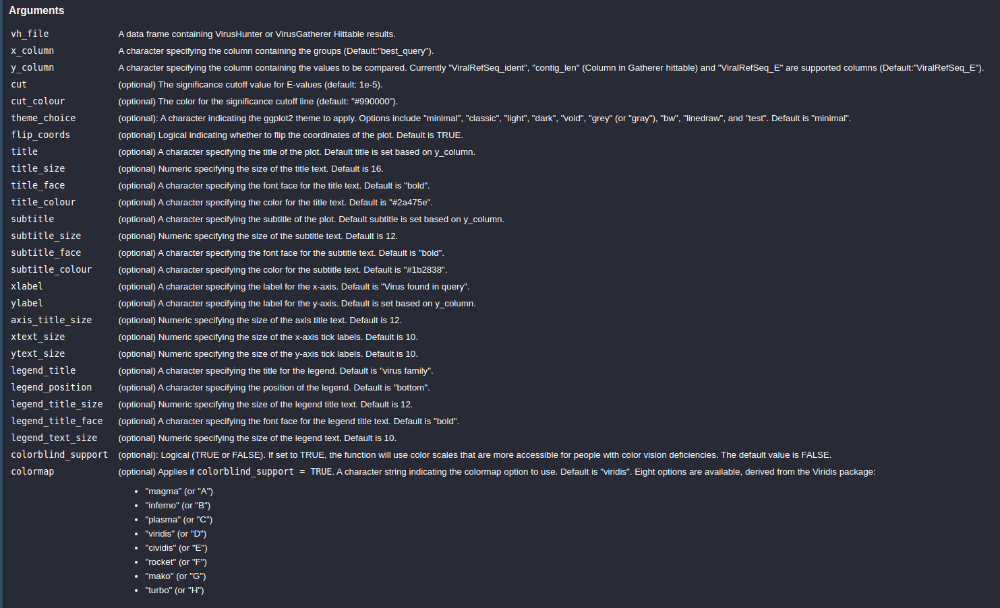 Arguments
vh_file A data frame containing VirusHunter or VirusGatherer Hittable results.
x_column A character specifying the column containing the groups (Default:"best_query").
y_column A character specifying the column containing the values to be compared. Currently "ViralRefSeq_ident", "contig_len" (Column in Gatherer hittable) and "ViralRefSeq_E" are supported columns (Default:"ViralRefSeq_E").
cut (optional) The significance cutoff value for E-values (default: 1e-5).
cut_colour (optional) The color for the significance cutoff line (default: "#990000").
theme_choice (optional): A character indicating the ggplot2 theme to apply. Options include "minimal", "classic", "light", "dark", "void", "grey" (or "gray"), "bw", "linedraw", and "test". Default is "minimal".
flip_coords (optional) Logical indicating whether to flip the coordinates of the plot. Default is TRUE.
title (optional) A character specifying the title of the plot. Default title is set based on y_column.
title_size (optional) Numeric specifying the size of the title text. Default is 16.
title_face (optional) A character specifying the font face for the title text. Default is "bold".
title_colour (optional) A character specifying the color for the title text. Default is "#2a475e".
subtitle (optional) A character specifying the subtitle of the plot. Default subtitle is set based on y_column.
subtitle_size (optional) Numeric specifying the size of the subtitle text. Default is 12.
subtitle_face (optional) A character specifying the font face for the subtitle text. Default is "bold".
subtitle_colour (optional) A character specifying the color for the subtitle text. Default is "#1b2838".
xlabel (optional) A character specifying the label for the x-axis. Default is "Virus found in query".
ylabel (optional) A character specifying the label for the y-axis. Default is set based on y_column.
axis_title_size (optional) Numeric specifying the size of the axis title text. Default is 12.
xtext_size (optional) Numeric specifying the size of the x-axis tick labels. Default is 10.
ytext_size (optional) Numeric specifying the size of the y-axis tick labels. Default is 10.
legend_title (optional) A character specifying the title for the legend. Default is "virus family".
legend_position (optional) A character specifying the position of the legend. Default is "bottom".
legend_title_size (optional) Numeric specifying the size of the legend title text. Default is 12.
legend_title_face (optional) A character specifying the font face for the legend title text. Default is "bold".
legend_text_size (optional) Numeric specifying the size of the legend text. Default is 10.
colorblind_support (optional): Logical (TRUE or FALSE). If set to TRUE, the function will use color scales that are more accessible for people with color vision deficiencies. The default value is FALSE.
colormap (optional) Applies if colorblind_support = TRUE. A character string indicating the colormap option to use. Default is "viridis". Eight options are available, derived from the Viridis package:
• "magma" (or "A")
• "inferno" (or "B")
• "plasma" (or "C")
• "viridis" (or "D")
• "cividis" (or "E")
• "rocket" (or "F")
• "mako" (or "G")
• "turbo" (or "H")